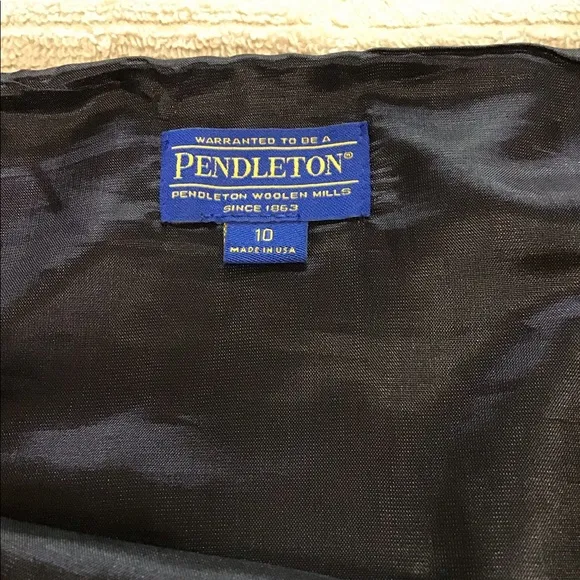 WARRANTED TO BE A
PENDLETON®
PENDLETON WOOLEN MILLS
SINCE 1863
10
MADE IN USA